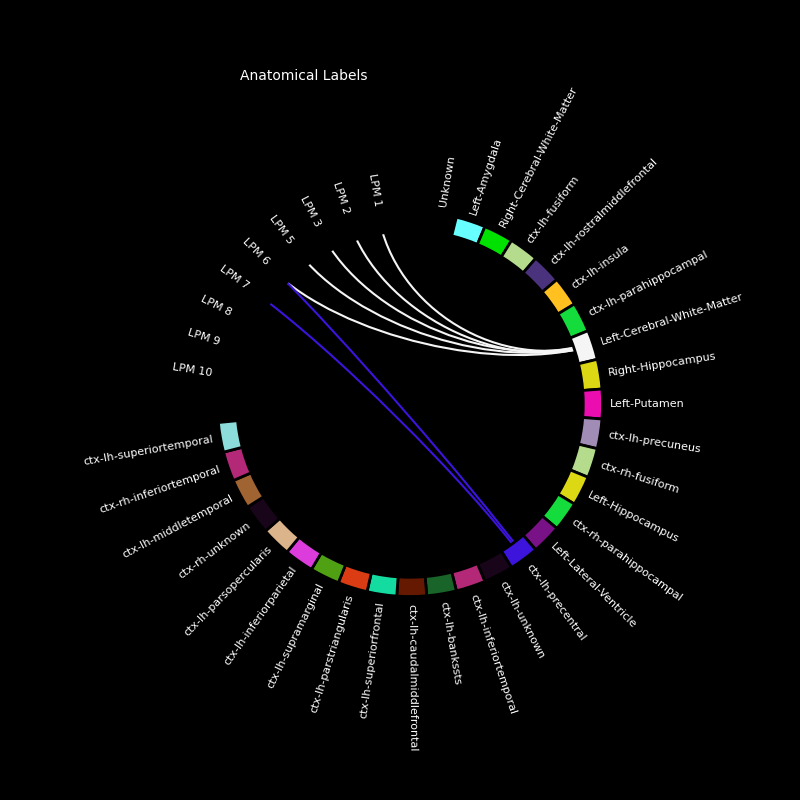 Anatomical Labels
Unknown
Left-Amygdala
Right-Cerebral-White-Matter
ctx-lh-fusiform
ctx-lh-rostralmiddlefrontal
ctx-lh-insula
ctx-lh-parahippocampal
Left-Cerebral-White-Matter
Right-Hippocampus
Left-Putamen
ctx-lh-precuneus
ctx-rh-fusiform
Left-Hippocampus
ctx-rh-parahippocampal
Left-Lateral-Ventricle
ctx-lh-precentral
ctx-lh-unknown
ctx-lh-inferiortemporal
ctx-lh-bankssts
ctx-lh-caudalmiddlefrontal
ctx-lh-superiorfrontal
ctx-lh-parstriangularis
ctx-lh-supramarginal
ctx-lh-inferiorparietal
ctx-lh-parsopercularis
ctx-rh-unknown
ctx-lh-middletemporal
ctx-rh-inferiortemporal
ctx-lh-superiortemporal
LPM 10
LPM 9
LPM 8
LPM 7
LPM 6
LPM 5
LPM 3
LPM 2
LPM 1